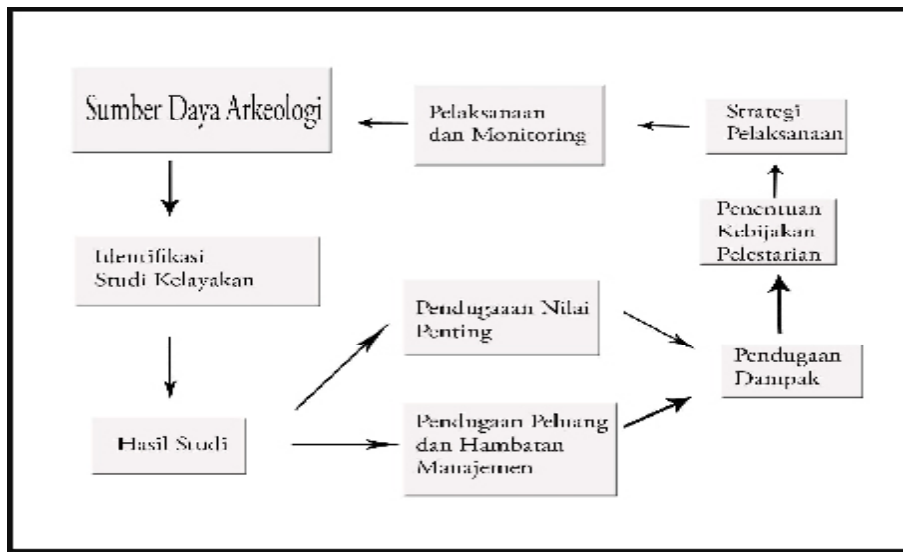 Sumber Daya Arkeologi
Pelaksanaan
dan Monitoring
Strategi
Pelaksanaan
Penentuan
Kebijakan
Pelestarian
Identifikasi
Studi Kelayakan
Pendugaaan Nilai
Penting
Pendugaan
Dampak
Hasil Studi
Pendugaan Peluang
dan Hambatan
Manajemen